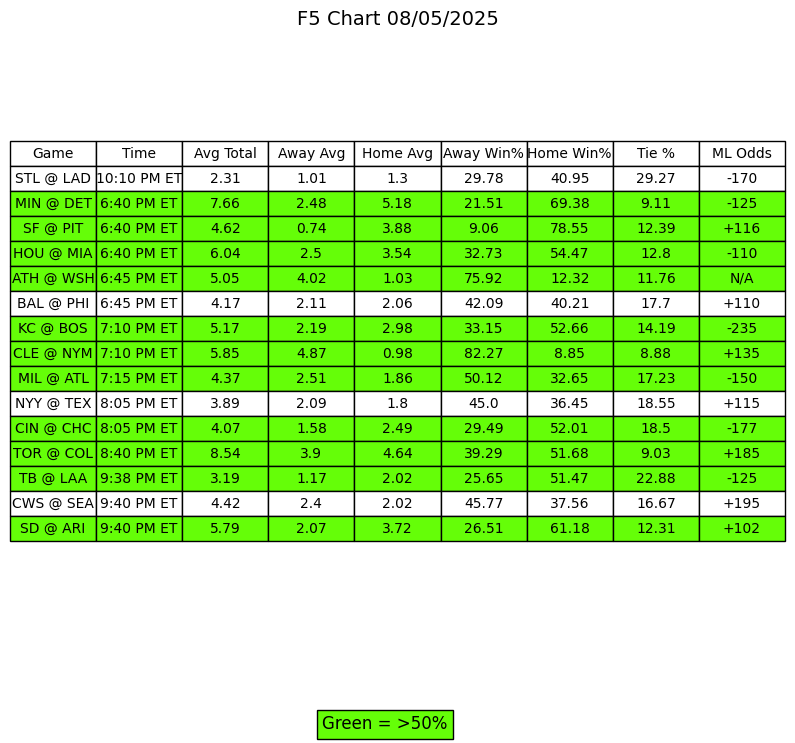 F5 Chart 08/05/2025
Game Time Avg Total Away Avg Home Avg Away Win% Home Win% Tie % ML Odds
STL @ LAD 10:10 PM ET 2.31 1.01 1.3 29.78 40.95 29.27 -170
MIN @ DET 6:40 PM ET 7.66 2.48 5.18 21.51 69.38 9.11 -125
SF @ PIT 6:40 PM ET 4.62 0.74 3.88 9.06 78.55 12.39 +116
HOU @ MIA 6:40 PM ET 6.04 2.5 3.54 32.73 54.47 12.8 -110
ATH @ WSH 6:45 PM ET 5.05 4.02 1.03 75.92 12.32 11.76 N/A
BAL @ PHI 6:45 PM ET 4.17 2.11 2.06 42.09 40.21 17.7 +110
KC @ BOS 7:10 PM ET 5.17 2.19 2.98 33.15 52.66 14.19 -235
CLE @ NYM 7:10 PM ET 5.85 4.87 0.98 82.27 8.85 8.88 +135
MIL @ ATL 7:15 PM ET 4.37 2.51 1.86 50.12 32.65 17.23 -150
NYY @ TEX 8:05 PM ET 3.89 2.09 1.8 45.0 36.45 18.55 +115
CIN @ CHC 8:05 PM ET 4.07 1.58 2.49 29.49 52.01 18.5 -177
TOR @ COL 8:40 PM ET 8.54 3.9 4.64 39.29 51.68 9.03 +185
TB @ LAA 9:38 PM ET 3.19 1.17 2.02 25.65 51.47 22.88 -125
CWS @ SEA 9:40 PM ET 4.42 2.4 2.02 45.77 37.56 16.67 +195
SD @ ARI 9:40 PM ET 5.79 2.07 3.72 26.51 61.18 12.31 +102
Green = >50%